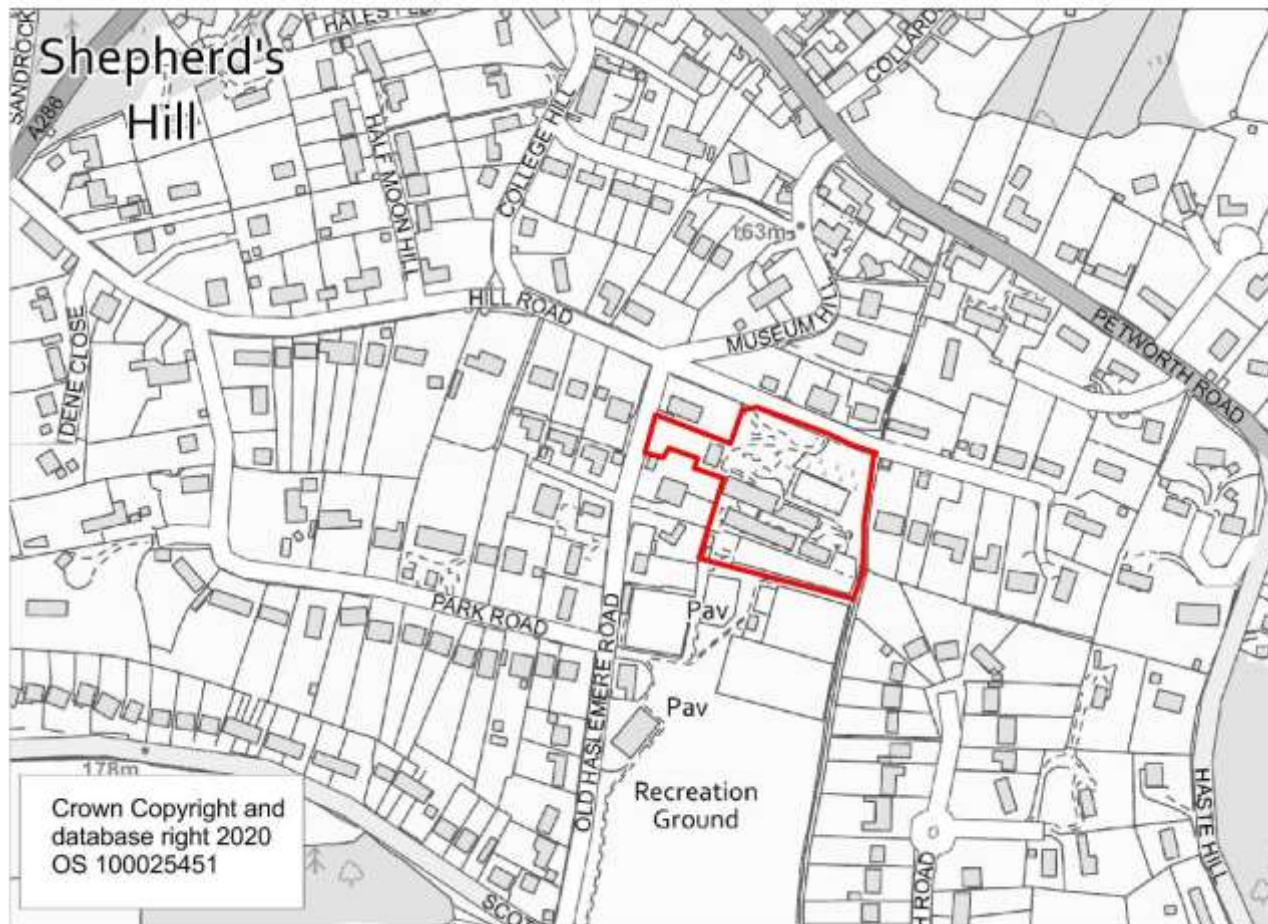 Shepherd's
Hill
SANDROCK
A286
HALF MOON HILL
COLLEGE HILL
163m
HILL ROAD
MUSEUM HILL
PETWORTH ROAD
IDENE CLOSE
PARK ROAD
OLD HASLEMERE ROAD
Pav
Pav
Recreation
Ground
178m
HASTE HILL
ROAD
Crown Copyright and
database right 2020
OS 100025451